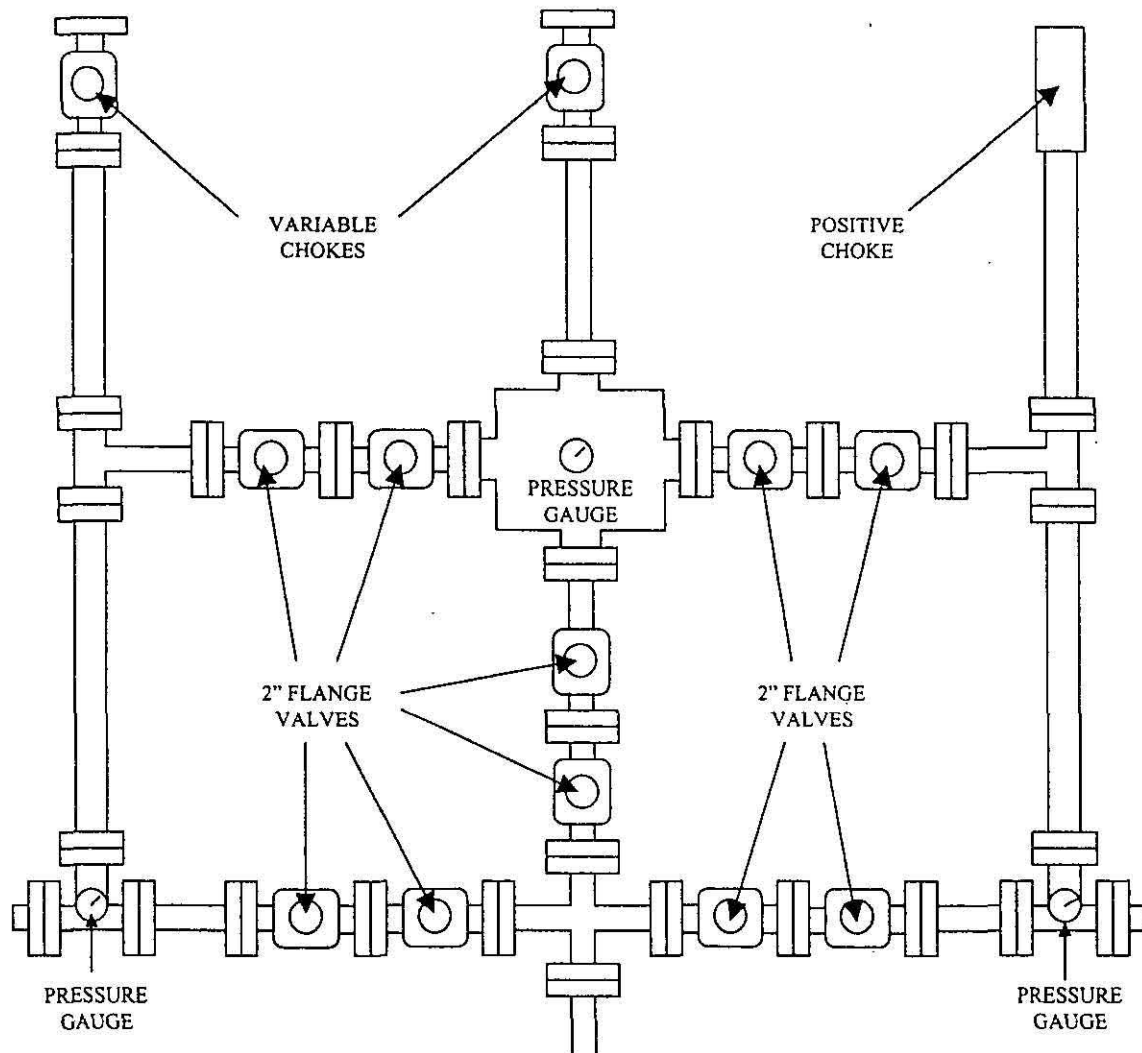 VARIABLE
CHOKES
POSITIVE
CHOKE
PRESSURE
GAUGE
2” FLANGE
VALVES
2” FLANGE
VALVES
PRESSURE
GAUGE
PRESSURE
GAUGE